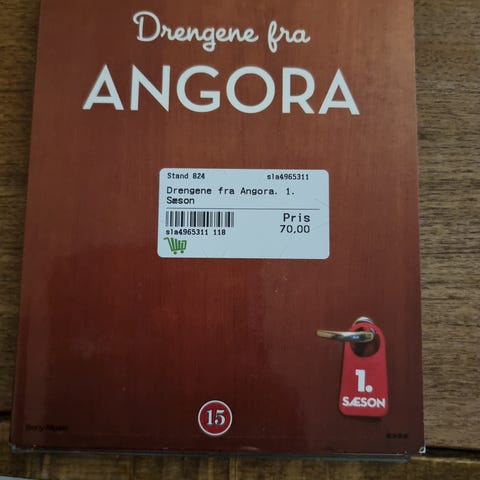 Drengene fra
ANGORA
Stand 824 sla4965311
Drengene fra Angora. 1.
Sæson
Pris
sla4965311 118 70,00
1.
SÆSON
15